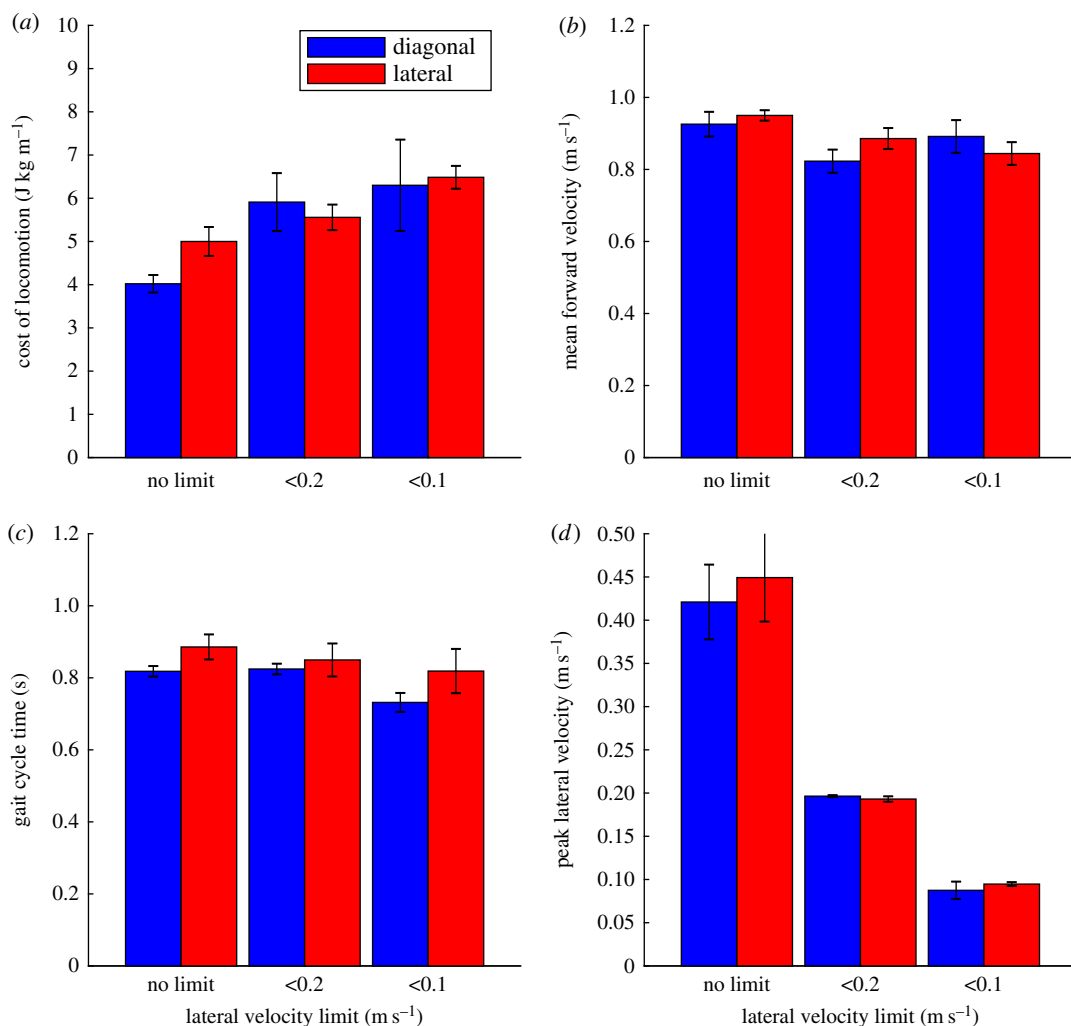 (a)
10
9
8
7
6
5
4
3
2
1
0
cost of locomotion (J kg m⁻¹)
diagonal
lateral
no limit <0.2 <0.1
(b)
1.2
1.0
0.8
0.6
0.4
0.2
0
mean forward velocity (m s⁻¹)
no limit <0.2 <0.1
(c)
1.2
1.0
0.8
0.6
0.4
0.2
0
gait cycle time (s)
no limit <0.2 <0.1
lateral velocity limit (m s⁻¹)
(d)
0.50
0.45
0.40
0.35
0.30
0.25
0.20
0.15
0.10
0.05
0
peak lateral velocity (m s⁻¹)
no limit <0.2 <0.1
lateral velocity limit (m s⁻¹)